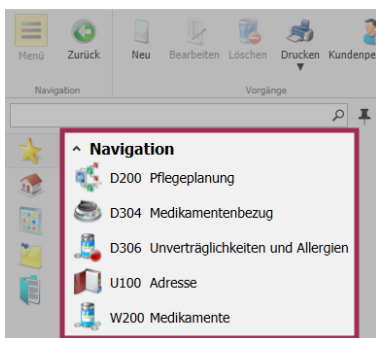 Menü Zurück Neu Bearbeiten Löschen Drucken Kundenpe
Navigation Vorgänge
Navigation
D200 Pflegeplanung
D304 Medikamentenbezug
D306 Unverträglichkeiten und Allergien
U100 Adresse
W200 Medikamente